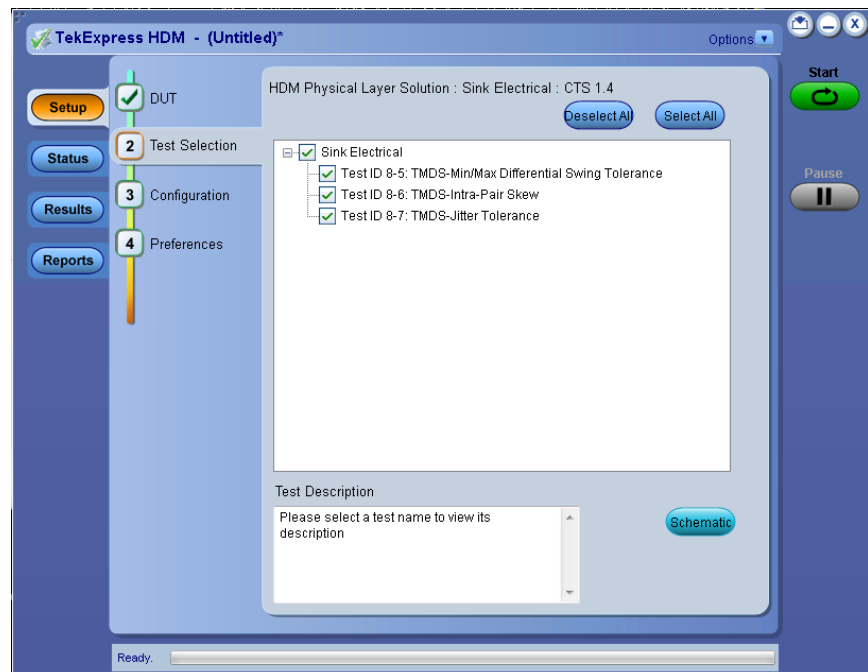 TekExpress HDM - (Untitled)*
Options
X
Start
Pause
Setup
Status
Results
Reports
DUT
2 Test Selection
3 Configuration
4 Preferences
HDM Physical Layer Solution : Sink Electrical : CTS 1.4
Deselect All
Select All
Sink Electrical
Test ID 8-5: TMDS-Min/Max Differential Swing Tolerance
Test ID 8-6: TMDS-Intra-Pair Skew
Test ID 8-7: TMDS-Jitter Tolerance
Test Description
Please select a test name to view its
description
Schematic
Ready.